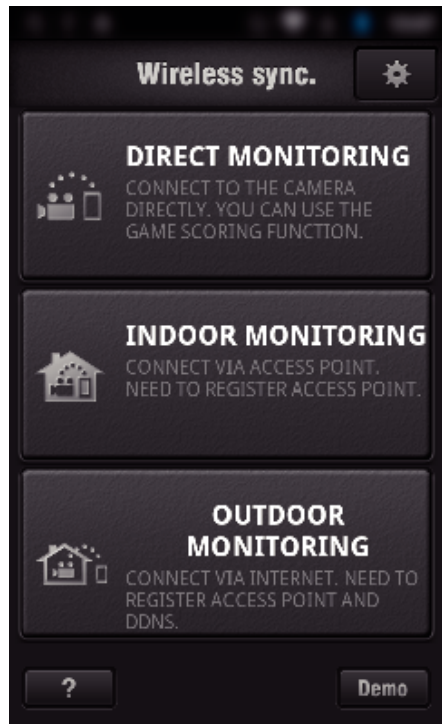 Wireless sync.
DIRECT MONITORING
CONNECT TO THE CAMERA
DIRECTLY. YOU CAN USE THE
GAME SCORING FUNCTION.
INDOOR MONITORING
CONNECT VIA ACCESS POINT.
NEED TO REGISTER ACCESS POINT.
OUTDOOR
MONITORING
CONNECT VIA INTERNET. NEED TO
REGISTER ACCESS POINT AND
DDNS.
?
Demo